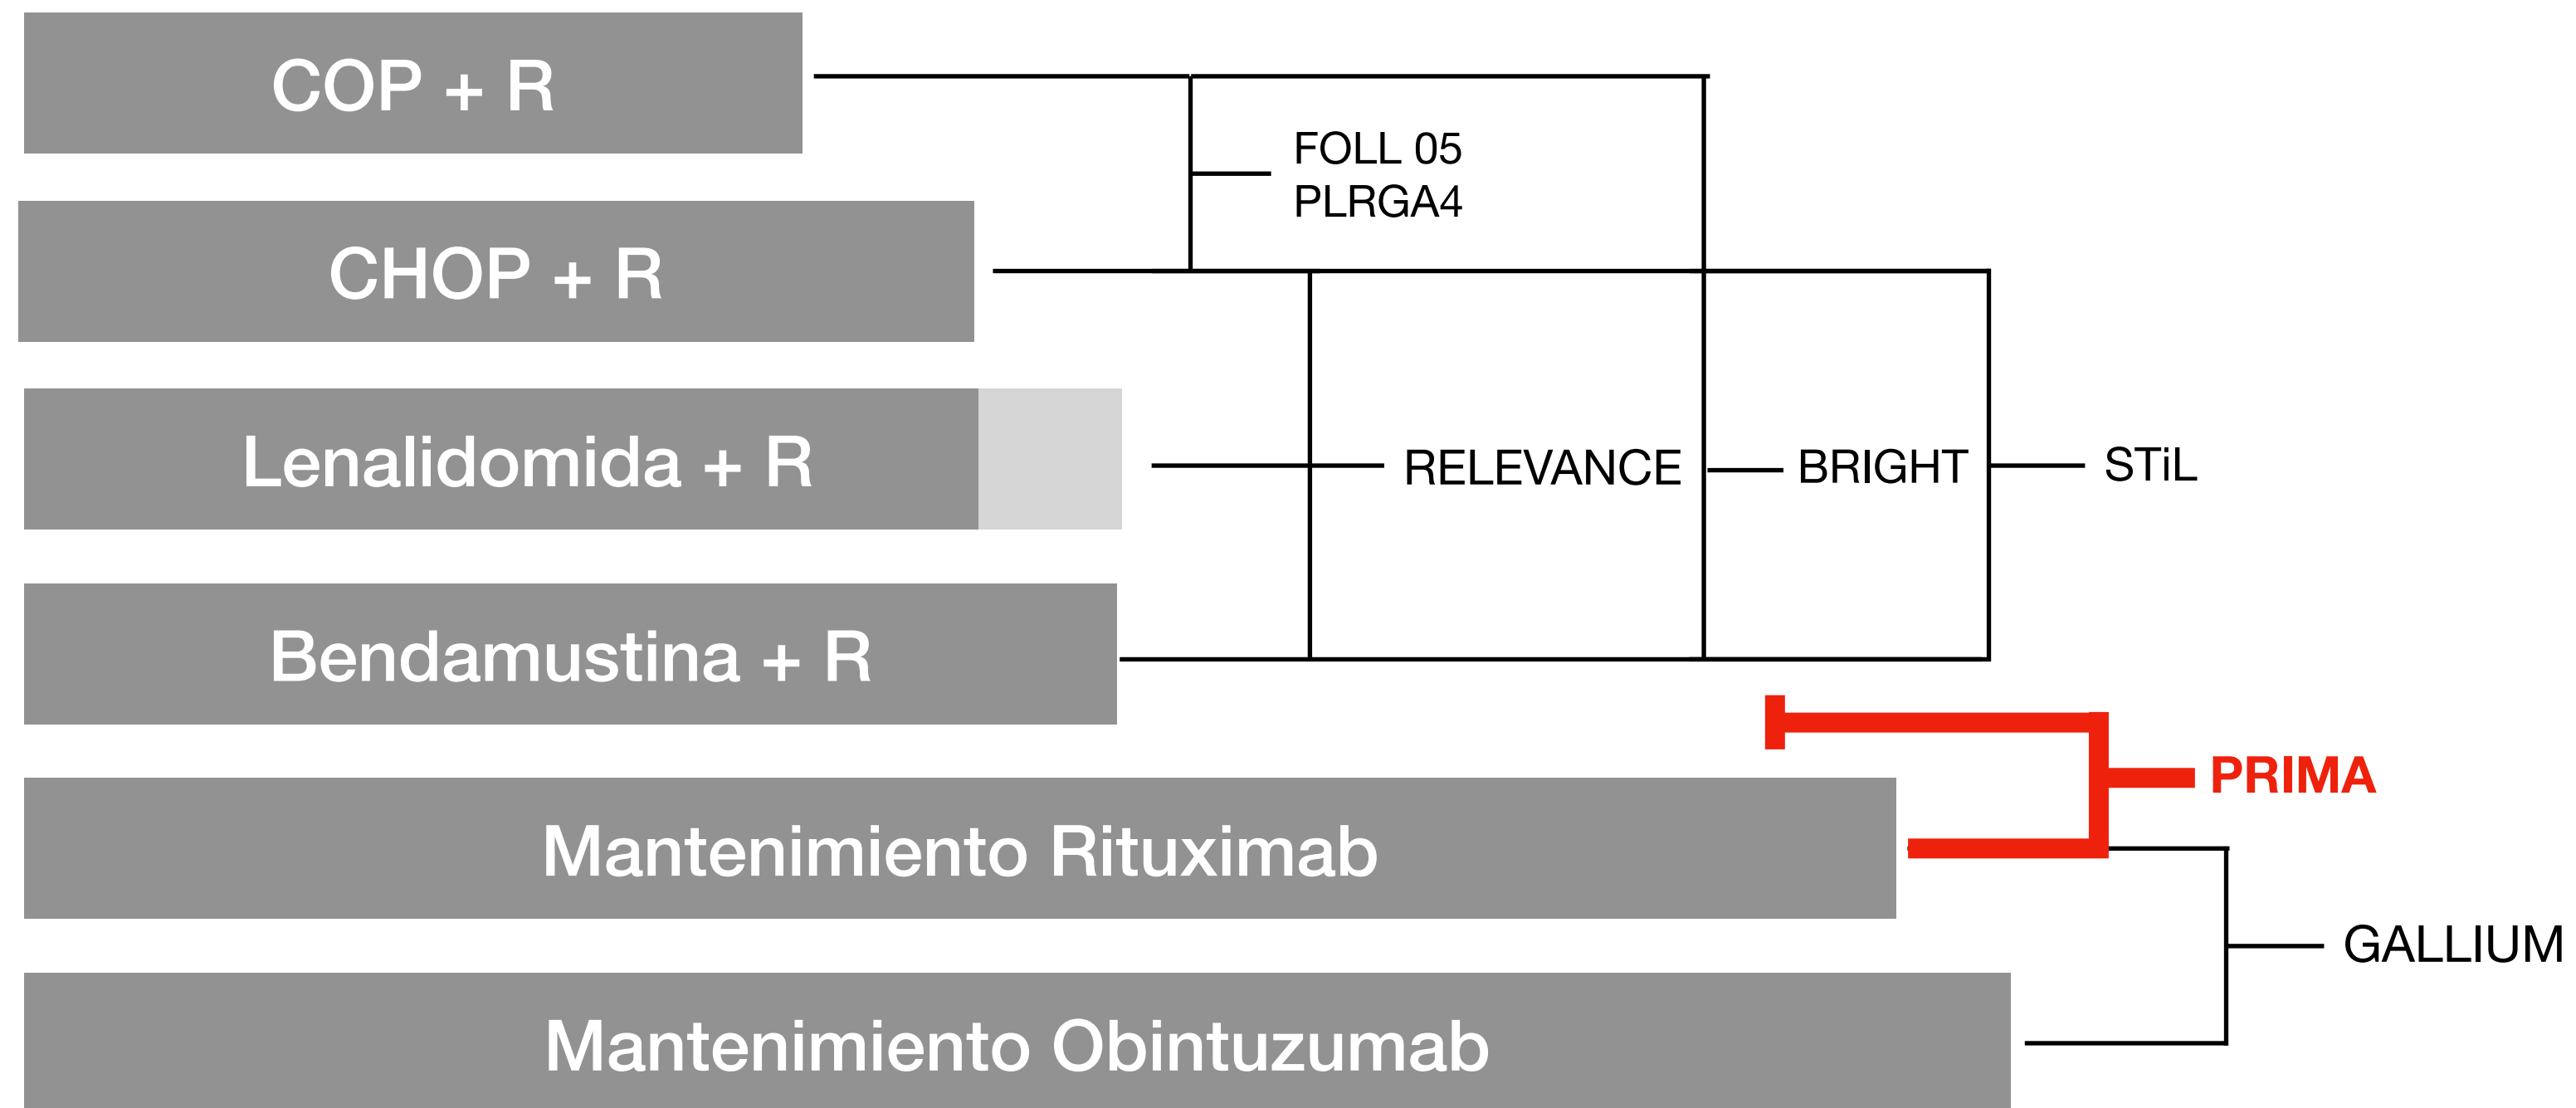 COP + R
FOLL 05
PLRGA4
CHOP + R
Lenalidomida + R
RELEVANCE
BRIGHT
STiL
Bendamustina + R
PRIMA
Mantenimiento Rituximab
GALLIUM
Mantenimiento Obintuzumab